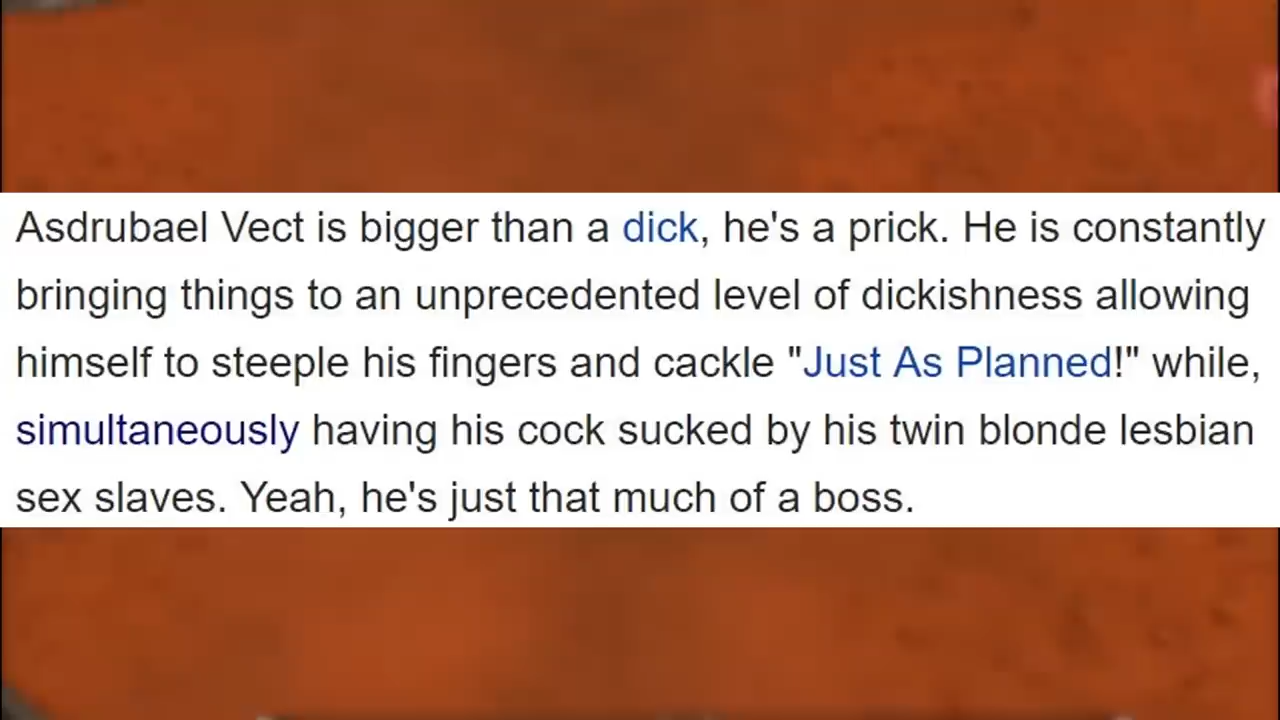 Asdrubael Vect is bigger than a dick, he's a prick. He is constantly
bringing things to an unprecedented level of dickishness allowing
himself to steeple his fingers and cackle "Just As Planned!" while,
simultaneously having his cock sucked by his twin blonde lesbian
sex slaves. Yeah, he's just that much of a boss.